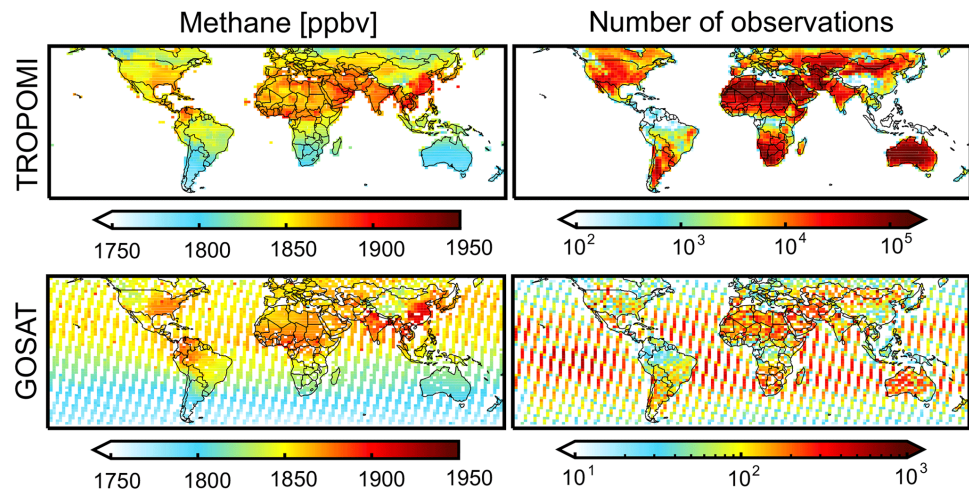 Methane [ppbv]
Number of observations
TROPOMI
1750 1800 1850 1900 1950
10² 10³ 10⁴ 10⁵
GOSAT
1750 1800 1850 1900 1950
10¹ 10² 10³